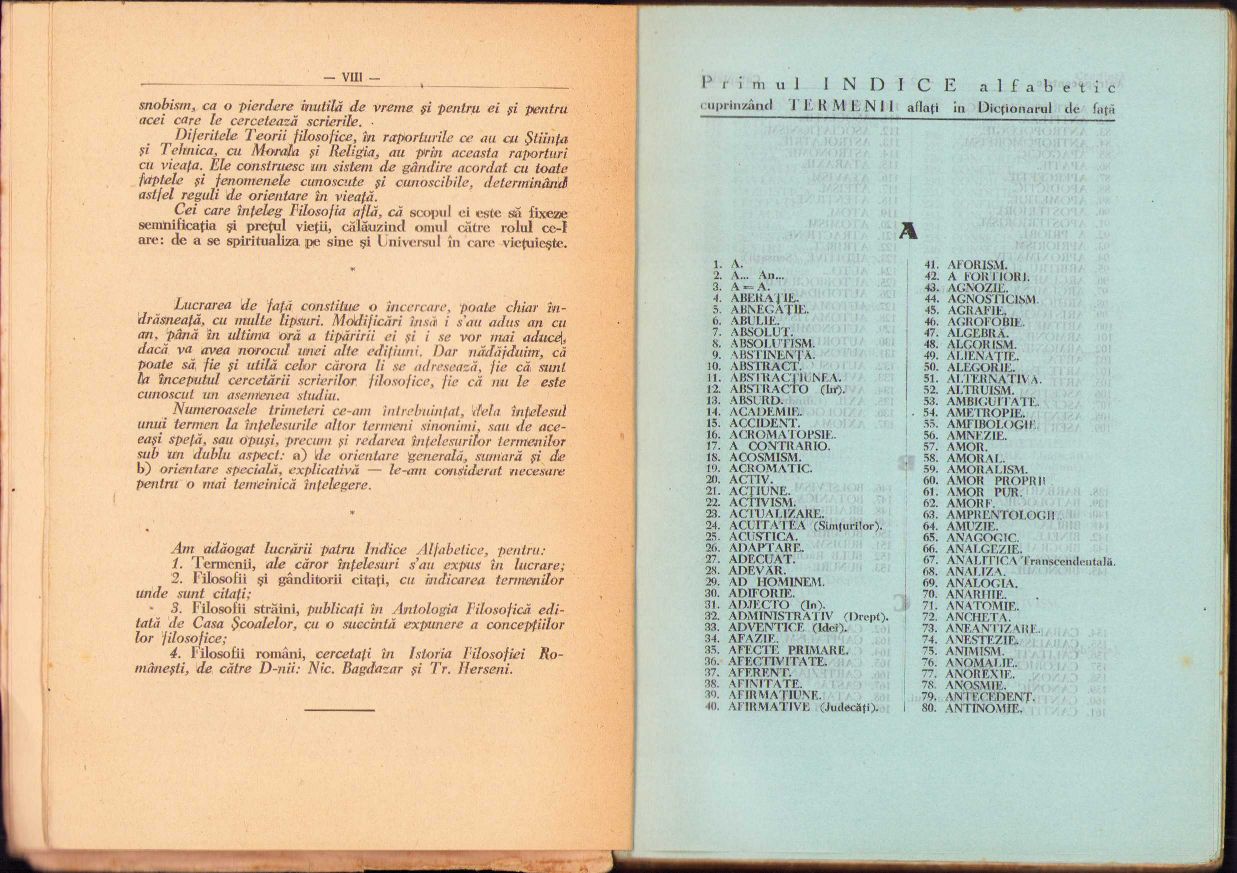 — VIII —
snobism, ca o pierdere inutilă de vreme și pentru ei și pentru
acei care le cercetează scrierile.
Diferitele Teorii filosofice, în raporturile ce au cu Știința
și Tehnica, cu Morala și Religia, au prin aceasta raporturi
cu vieața. Ele construesc un sistem de gândire acordat cu toate
faptele și fenomenele cunoscute și cunoscibile, determinând
astfel reguli de orientare în vieață.
Cei care înțeleg Filosofia află, că scopul ei este să fixeze
semnificația și prețul vieții, călăuzind omul către rolul ce-l
are: de a se spiritualiza pe sine și Universul în care viețuiește.
*
Lucrarea de față constitue o încercare, poate chiar în-
drăsneață, cu multe lipsuri. Modificări însă i s'au adus an cu
an, până în ultima oră a tipăririi ei și i se vor mai aduce,
dacă va avea norocul unei alte edițiuni. Dar nădăjduim, că
poate să fie și utilă celor cărora li se adresează, fie că sunt
la începutul cercetării scrierilor filosofice, fie că nu le este
cunoscut un asemenea studiu.
Numeroasele trimeteri ce-am întrebuințat, dela înțelesul
unui termen la înțelesurile altor termeni sinonimi, sau de ace-
eași speță, sau opuși, precum și redarea înțelesurilor termenilor
sub un dublu aspect: a) de orientare generală, sumară și de
b) orientare specială, explicativă — le-am considerat necesare
pentru o mai temeinică înțelegere.
*
Am adăogat lucrării patru Indice Alfabetice, pentru:
1. Termenii, ale căror înțelesuri s'au expus în lucrare;
2. Filosofii și gânditorii citați, cu indicarea termenilor
unde sunt citați;
3. Filosofii străini, publicați în Antologia Filosofică edi-
tată de Casa Școalelor, cu o succintă expunere a concepțiilor
lor filosofice;
4. Filosofii români, cercetați în Istoria Filosofiei Ro-
mânești, de către D-nii: Nic. Bagdazar și Tr. Herseni.
Primul INDICE alfabetic
cuprinzând TERMENII aflați in Dicționarul de față
A
1. A.
2. A... An...
3. A = A.
4. ABERAȚIE.
5. ABNEGAȚIE.
6. ABULIE.
7. ABSOLUT.
8. ABSOLUTISM.
9. ABSTINENȚĂ.
10. ABSTRACT.
11. ABSTRACȚIUNEA.
12. ABSTRACTO (In).
13. ABSURD.
14. ACADEMIE.
15. ACCIDENT.
16. ACROMATOPSIE.
17. A CONTRARIO.
18. ACOSMISM.
19. ACROMATIC.
20. ACTIV.
21. ACȚIUNE.
22. ACTIVISM.
23. ACTUALIZARE.
24. ACUITATEA (Simțurilor).
25. ACUSTICA.
26. ADAPTARE.
27. ADECUAT.
28. ADEVĂR.
29. AD HOMINEM.
30. ADIFORIE.
31. ADJECTO (In).
32. ADMINISTRATIV (Drept).
33. ADVENTICE (Idei).
34. AFAZIE.
35. AFECTE PRIMARE.
36. AFECTIVITATE.
37. AFERENT.
38. AFINITATE.
39. AFIRMAȚIUNE.
40. AFIRMATIVE (Judecăți).
41. AFORISM.
42. A FORTIORI.
43. AGNOZIE.
44. AGNOSTICISM.
45. AGRAFIE.
46. AGROFOBIE.
47. ALGEBRĂ.
48. ALGORISM.
49. ALIENAȚIE.
50. ALEGORIE.
51. ALTERNATIVA.
52. ALTRUISM.
53. AMBIGUITATE.
54. AMETROPIE.
55. AMFIBOLOGIE.
56. AMNEZIE.
57. AMOR.
58. AMORAL.
59. AMORALISM.
60. AMOR PROPRIU
61. AMOR PUR.
62. AMORF.
63. AMPRENTOLOGIE.
64. AMUZIE.
65. ANAGOGIC.
66. ANALGEZIE.
67. ANALITICA Transcendentală.
68. ANALIZA.
69. ANALOGIA.
70. ANARHIE.
71. ANATOMIE.
72. ANCHETA.
73. ANEANTIZARE.
74. ANESTEZIE.
75. ANIMISM.
76. ANOMALIE.
77. ANOREXIE.
78. ANOSMIE.
79. ANTECEDENT.
80. ANTINOMIE.